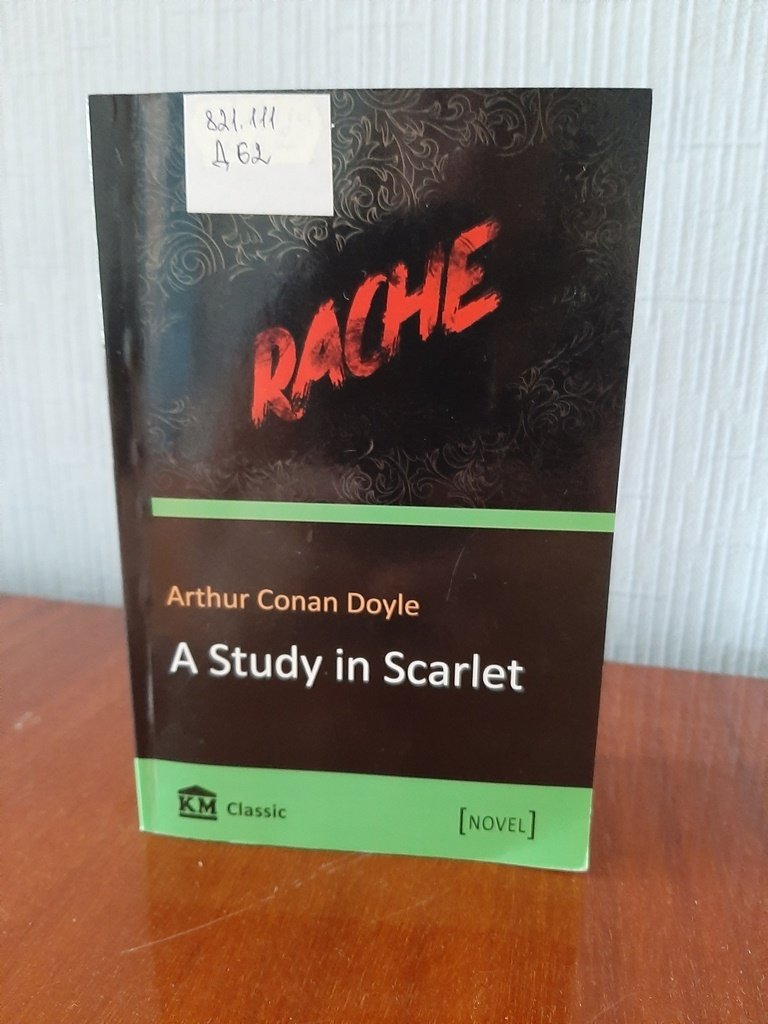 821.111
Д 62
RACHE
Arthur Conan Doyle
A Study in Scarlet
KM Classic
[NOVEL]